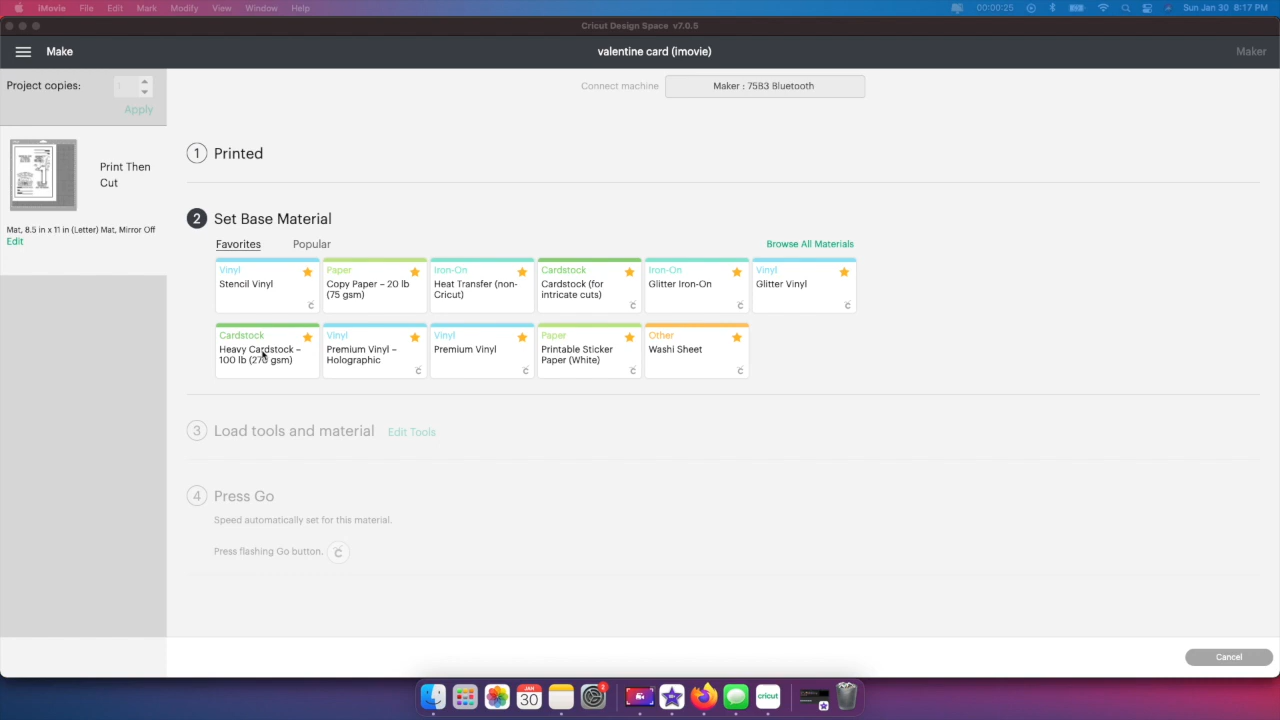 iMovie File Edit Mark Modify View Window Help 00:00:25 Sun Jan 30 8:17 PM
Cricut Design Space v7.0.5
Make valentine card (imovie) Maker
Project copies: 1
Apply
Connect machine Maker : 75B3 Bluetooth
Print Then
Cut
Mat, 8.5 in x 11 in (Letter) Mat, Mirror Off
Edit
1 Printed
2 Set Base Material
Favorites Popular Browse All Materials
Vinyl
Stencil Vinyl
Paper
Copy Paper – 20 lb
(75 gsm)
Iron-On
Heat Transfer (non-
Cricut)
Cardstock
Cardstock (for
intricate cuts)
Iron-On
Glitter Iron-On
Vinyl
Glitter Vinyl
Cardstock
Heavy Cardstock –
100 lb (270 gsm)
Vinyl
Premium Vinyl –
Holographic
Vinyl
Premium Vinyl
Paper
Printable Sticker
Paper (White)
Other
Washi Sheet
3 Load tools and material Edit Tools
4 Press Go
Speed automatically set for this material.
Press flashing Go button.
Cancel
JAN
30
2
cricut